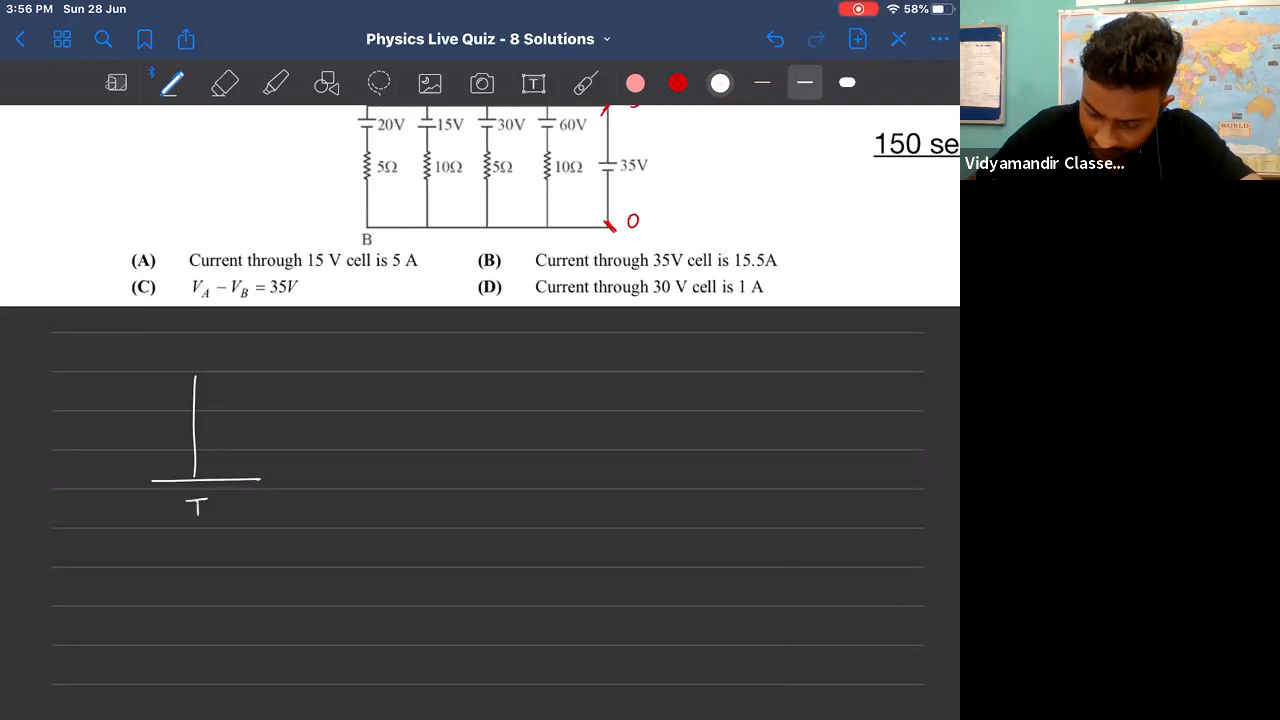 3:56 PM Sun 28 Jun
58%
Physics Live Quiz - 8 Solutions
20V 15V 30V 60V
5Ω 10Ω 5Ω 10Ω 35V
0
B
150 se
(A) Current through 15 V cell is 5 A (B) Current through 35V cell is 15.5A
(C) V_A − V_B = 35V (D) Current through 30 V cell is 1 A
T
WORLD
Vidyamandir Classe...